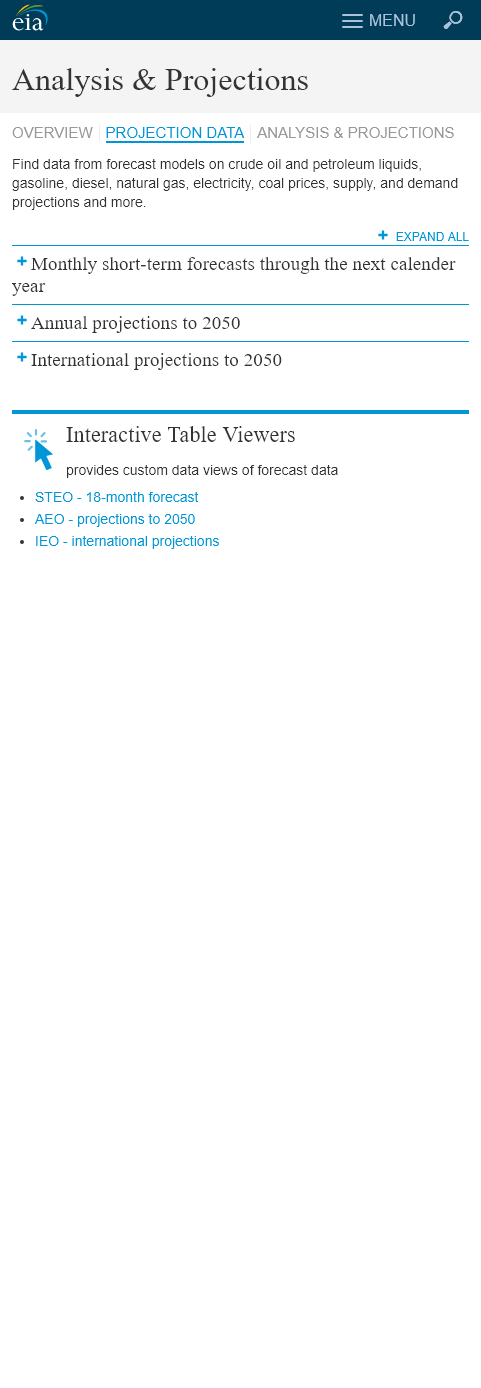 eia
MENU
Analysis & Projections
OVERVIEW PROJECTION DATA ANALYSIS & PROJECTIONS
Find data from forecast models on crude oil and petroleum liquids,
gasoline, diesel, natural gas, electricity, coal prices, supply, and demand
projections and more.
+ EXPAND ALL
+ Monthly short-term forecasts through the next calender
year
+ Annual projections to 2050
+ International projections to 2050
Interactive Table Viewers
provides custom data views of forecast data
• STEO - 18-month forecast
• AEO - projections to 2050
• IEO - international projections